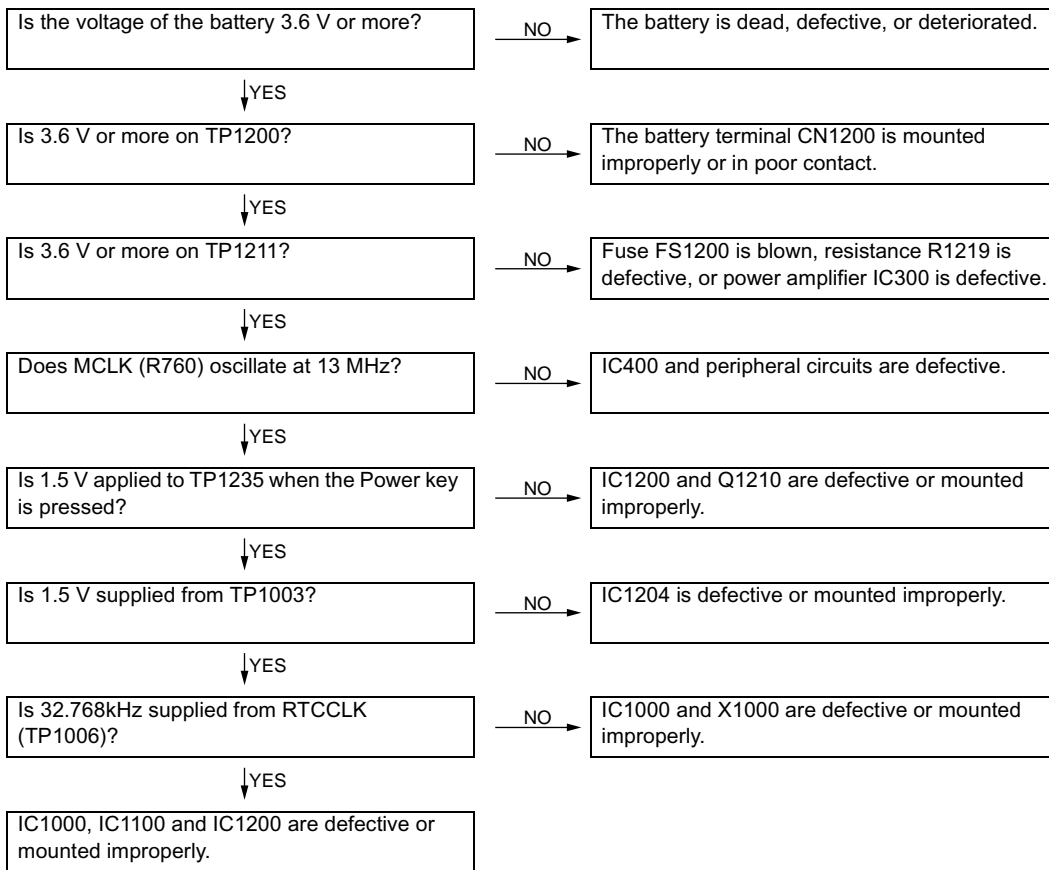 Is the voltage of the battery 3.6 V or more?
NO
The battery is dead, defective, or deteriorated.
YES
Is 3.6 V or more on TP1200?
NO
The battery terminal CN1200 is mounted
improperly or in poor contact.
YES
Is 3.6 V or more on TP1211?
NO
Fuse FS1200 is blown, resistance R1219 is
defective, or power amplifier IC300 is defective.
YES
Does MCLK (R760) oscillate at 13 MHz?
NO
IC400 and peripheral circuits are defective.
YES
Is 1.5 V applied to TP1235 when the Power key
is pressed?
NO
IC1200 and Q1210 are defective or mounted
improperly.
YES
Is 1.5 V supplied from TP1003?
NO
IC1204 is defective or mounted improperly.
YES
Is 32.768kHz supplied from RTCCLK
(TP1006)?
NO
IC1000 and X1000 are defective or mounted
improperly.
YES
IC1000, IC1100 and IC1200 are defective or
mounted improperly.